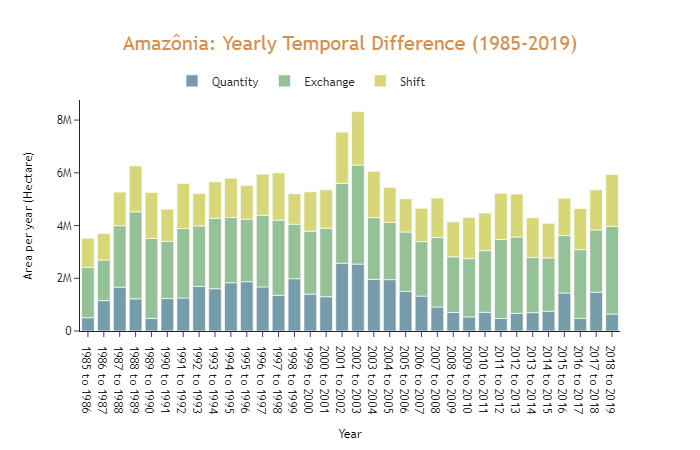 Amazônia: Yearly Temporal Difference (1985-2019)
Quantity Exchange Shift
Area per year (Hectare)
8M
6M
4M
2M
0
1985 to 1986
1986 to 1987
1987 to 1988
1988 to 1989
1989 to 1990
1990 to 1991
1991 to 1992
1992 to 1993
1993 to 1994
1994 to 1995
1995 to 1996
1996 to 1997
1997 to 1998
1998 to 1999
1999 to 2000
2000 to 2001
2001 to 2002
2002 to 2003
2003 to 2004
2004 to 2005
2005 to 2006
2006 to 2007
2007 to 2008
2008 to 2009
2009 to 2010
2010 to 2011
2011 to 2012
2012 to 2013
2013 to 2014
2014 to 2015
2015 to 2016
2016 to 2017
2017 to 2018
2018 to 2019
Year